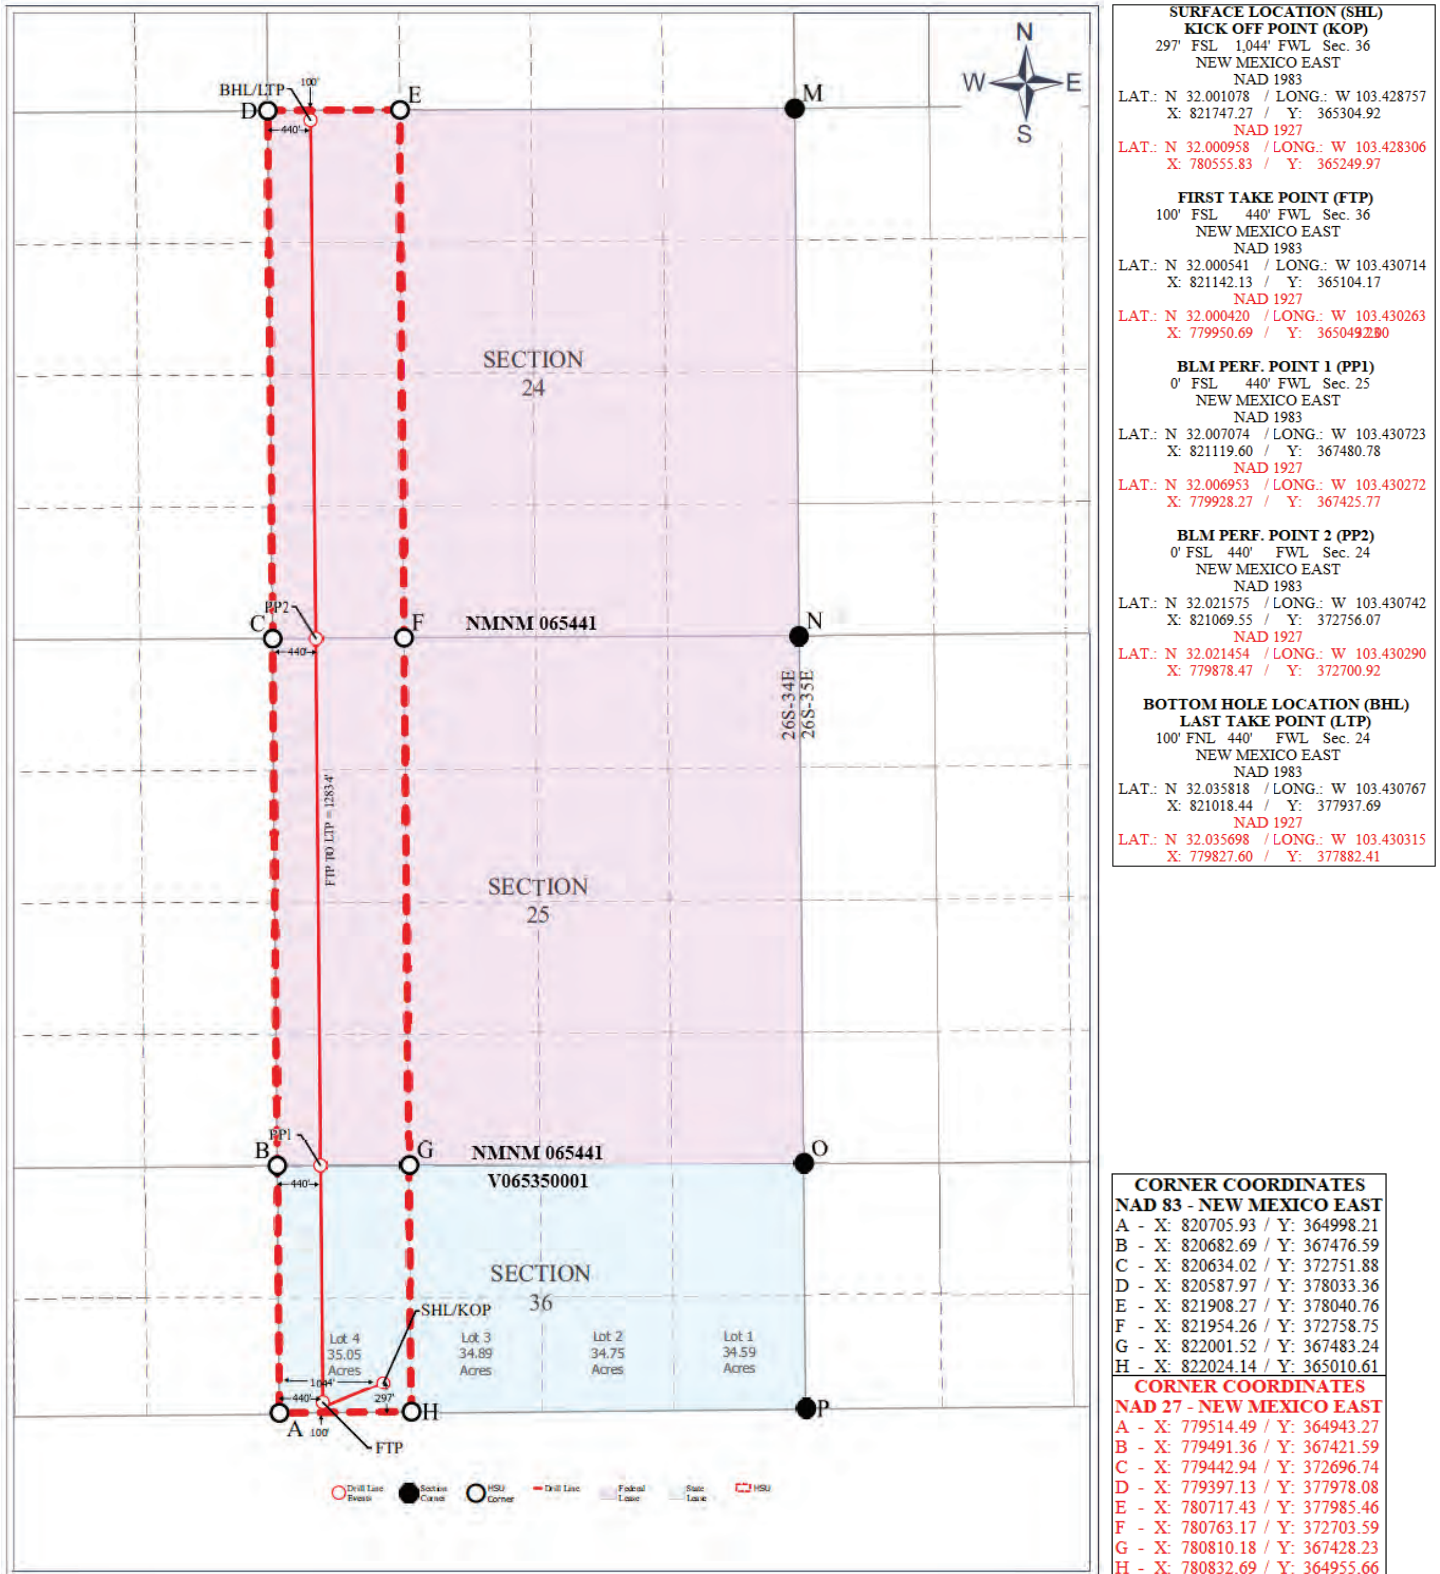 N
W E
S
BHL/LTP
100'
D
E
M
440'
SECTION
24
PP2
C
F
NMNM 065441
N
440'
26S-34E
26S-35E
FTP TO LTP = 12834'
SECTION
25
PP1
B
G
NMNM 065441
O
V065350001
440'
SECTION
36
SHL/KOP
Lot 4
35.05
Acres
Lot 3
34.89
Acres
Lot 2
34.75
Acres
Lot 1
34.59
Acres
1044'
440'
297'
A
100'
H
P
FTP
Drill Line
Events
Section
Corner
HSU
Corner
Drill Line
Federal
Lease
State
Lease
HSU
SURFACE LOCATION (SHL)
KICK OFF POINT (KOP)
297' FSL 1,044' FWL Sec. 36
NEW MEXICO EAST
NAD 1983
LAT.: N 32.001078 / LONG.: W 103.428757
X: 821747.27 / Y: 365304.92
NAD 1927
LAT.: N 32.000958 / LONG.: W 103.428306
X: 780555.83 / Y: 365249.97
FIRST TAKE POINT (FTP)
100' FSL 440' FWL Sec. 36
NEW MEXICO EAST
NAD 1983
LAT.: N 32.000541 / LONG.: W 103.430714
X: 821142.13 / Y: 365104.17
NAD 1927
LAT.: N 32.000420 / LONG.: W 103.430263
X: 779950.69 / Y:
BLM PERF. POINT 1 (PP1)
0' FSL 440' FWL Sec. 25
NEW MEXICO EAST
NAD 1983
LAT.: N 32.007074 / LONG.: W 103.430723
X: 821119.60 / Y: 367480.78
NAD 1927
LAT.: N 32.006953 / LONG.: W 103.430272
X: 779928.27 / Y: 367425.77
BLM PERF. POINT 2 (PP2)
0' FSL 440' FWL Sec. 24
NEW MEXICO EAST
NAD 1983
LAT.: N 32.021575 / LONG.: W 103.430742
X: 821069.55 / Y: 372756.07
NAD 1927
LAT.: N 32.021454 / LONG.: W 103.430290
X: 779878.47 / Y: 372700.92
BOTTOM HOLE LOCATION (BHL)
LAST TAKE POINT (LTP)
100' FNL 440' FWL Sec. 24
NEW MEXICO EAST
NAD 1983
LAT.: N 32.035818 / LONG.: W 103.430767
X: 821018.44 / Y: 377937.69
NAD 1927
LAT.: N 32.035698 / LONG.: W 103.430315
X: 779827.60 / Y: 377882.41
CORNER COORDINATES
NAD 83 - NEW MEXICO EAST
A - X: 820705.93 / Y: 364998.21
B - X: 820682.69 / Y: 367476.59
C - X: 820634.02 / Y: 372751.88
D - X: 820587.97 / Y: 378033.36
E - X: 821908.27 / Y: 378040.76
F - X: 821954.26 / Y: 372758.75
G - X: 822001.52 / Y: 367483.24
H - X: 822024.14 / Y: 365010.61
CORNER COORDINATES
NAD 27 - NEW MEXICO EAST
A - X: 779514.49 / Y: 364943.27
B - X: 779491.36 / Y: 367421.59
C - X: 779442.94 / Y: 372696.74
D - X: 779397.13 / Y: 377978.08
E - X: 780717.43 / Y: 377985.46
F - X: 780763.17 / Y: 372703.59
G - X: 780810.18 / Y: 367428.23
H - X: 780832.69 / Y: 364955.66